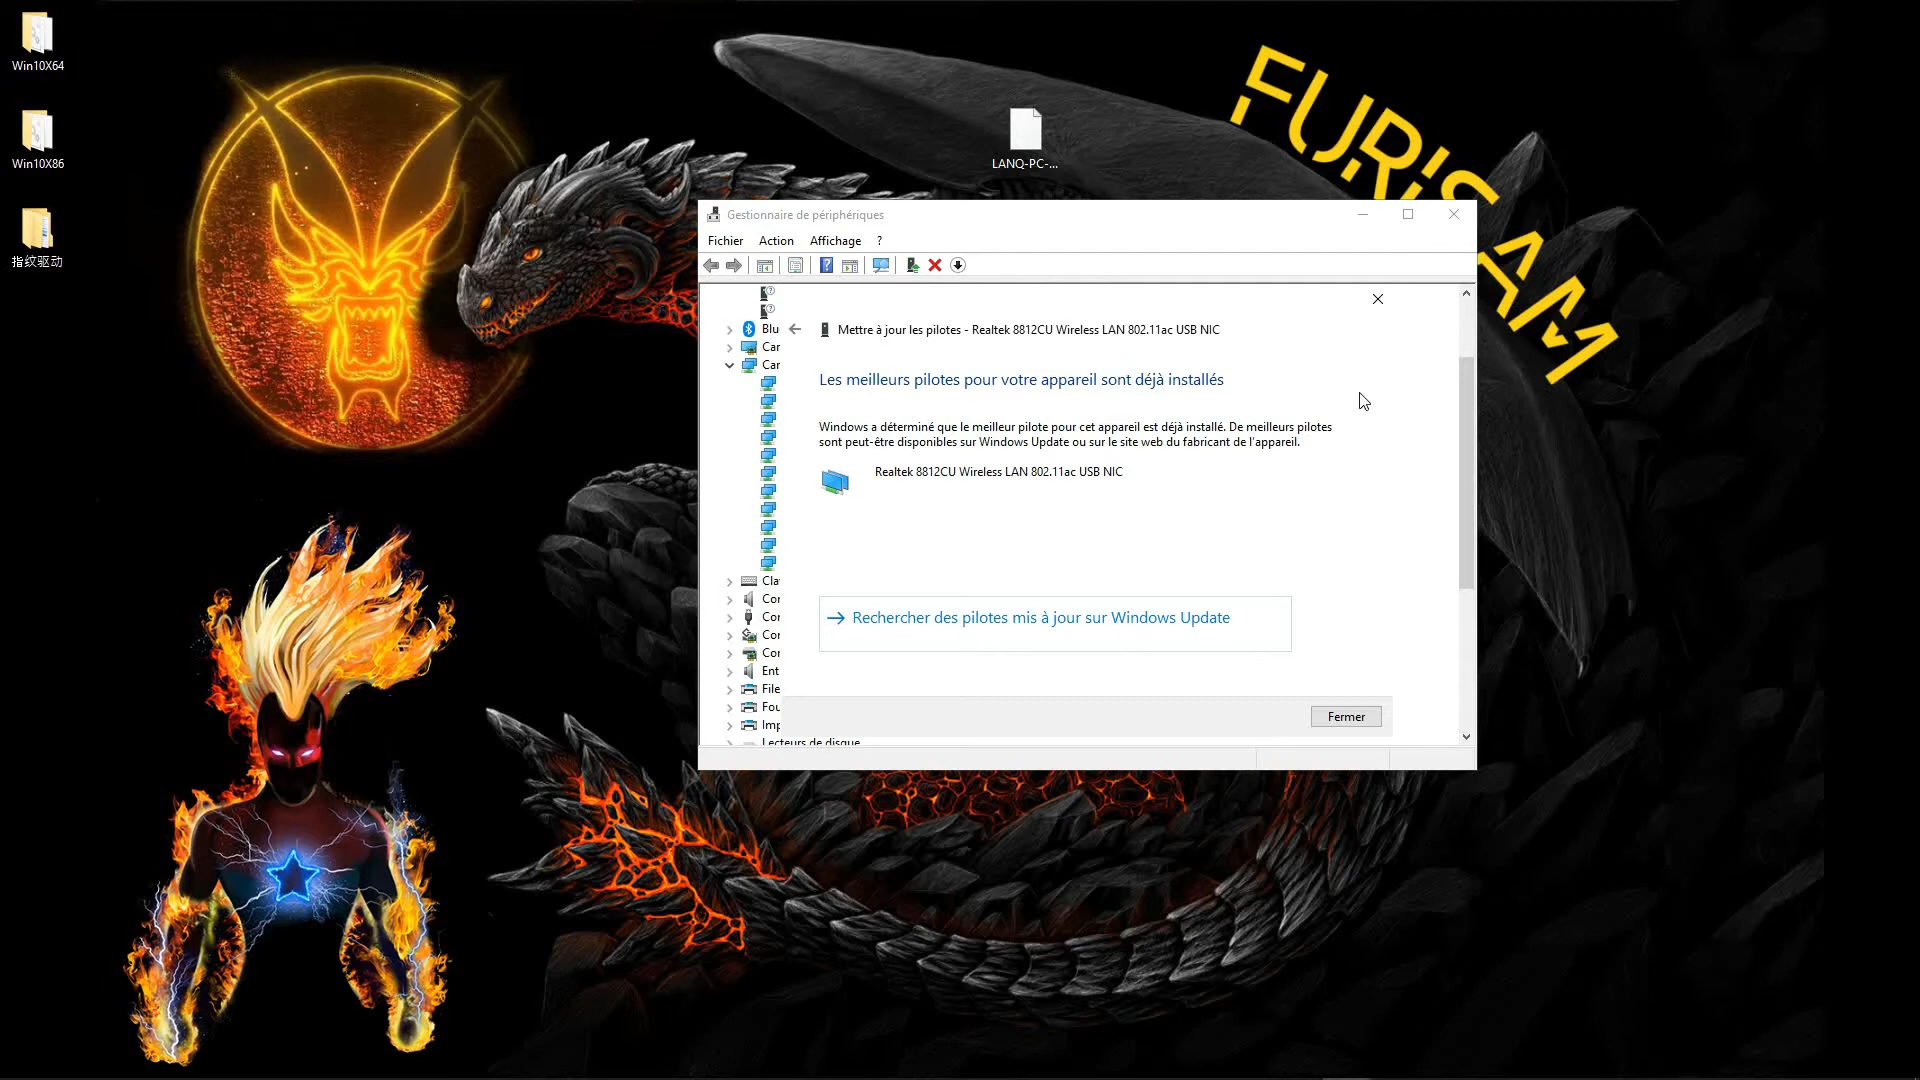 Win10X64
Win10X86
指纹驱动
FURISAM
LANQ-PC-...
Gestionnaire de périphériques
Fichier Action Affichage ?
Mettre à jour les pilotes - Realtek 8812CU Wireless LAN 802.11ac USB NIC
Les meilleurs pilotes pour votre appareil sont déjà installés
Windows a déterminé que le meilleur pilote pour cet appareil est déjà installé. De meilleurs pilotes
sont peut-être disponibles sur Windows Update ou sur le site web du fabricant de l'appareil.
Realtek 8812CU Wireless LAN 802.11ac USB NIC
Rechercher des pilotes mis à jour sur Windows Update
Fermer
Blu
Car
Car
Cla
Cor
Cor
Cor
Cor
Ent
File
Fou
Imp
Lecteurs de disque